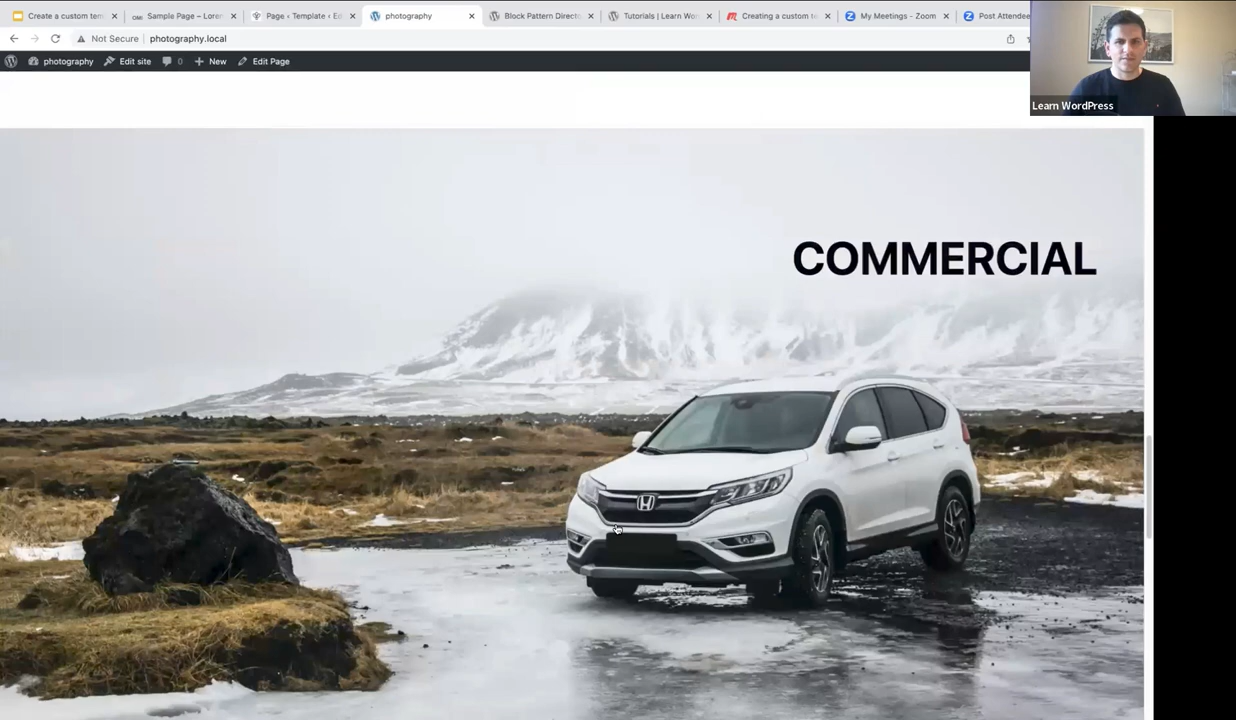 Create a custom tem
Sample Page – Lorem
Page ‹ Template ‹ Ed
photography
Block Pattern Directo
Tutorials | Learn Wor
Creating a custom te
My Meetings - Zoom
Post Attendee
Not Secure photography.local
photography Edit site 0 New Edit Page
Learn WordPress
COMMERCIAL